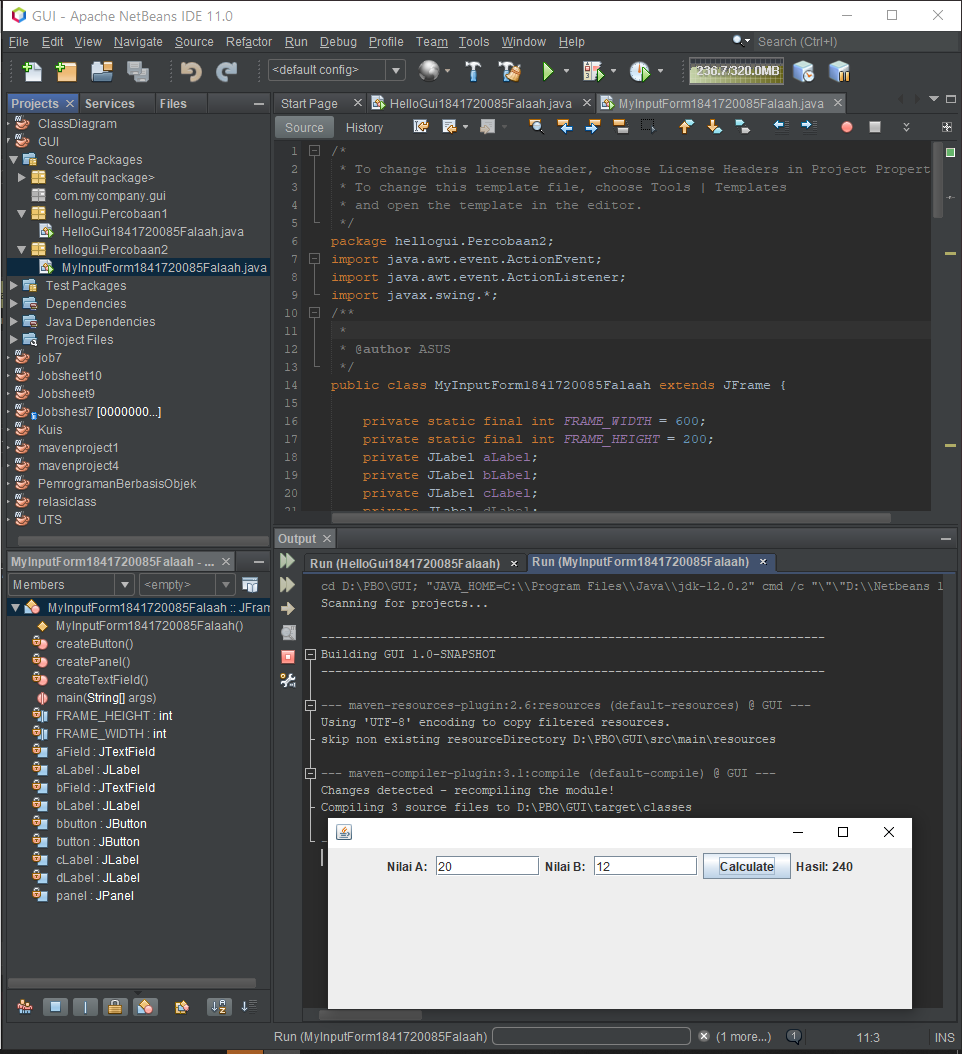 GUI - Apache NetBeans IDE 11.0
File Edit View Navigate Source Refactor Run Debug Profile Team Tools Window Help Search (Ctrl+I)
<default config> 236.7/320.0MB
Projects Services Files
ClassDiagram
GUI
Source Packages
<default package>
com.mycompany.gui
hellogui.Percobaan1
HelloGui1841720085Falaah.java
hellogui.Percobaan2
MyInputForm1841720085Falaah.java
Test Packages
Dependencies
Java Dependencies
Project Files
job7
Jobsheet10
Jobsheet9
Jobshest7 [0000000...]
Kuis
mavenproject1
mavenproject4
PemrogramanBerbasisObjek
relasiclass
UTS
Start Page HelloGui1841720085Falaah.java MyInputForm1841720085Falaah.java
Source History
1 /*
2 * To change this license header, choose License Headers in Project Propert
3 * To change this template file, choose Tools | Templates
4 * and open the template in the editor.
5 */
6 package hellogui.Percobaan2;
7 import java.awt.event.ActionEvent;
8 import java.awt.event.ActionListener;
9 import javax.swing.*;
10 /**
11 *
12 * @author ASUS
13 */
14 public class MyInputForm1841720085Falaah extends JFrame {
15
16 private static final int FRAME_WIDTH = 600;
17 private static final int FRAME_HEIGHT = 200;
18 private JLabel aLabel;
19 private JLabel bLabel;
20 private JLabel cLabel;
21 private JLabel dLabel;
MyInputForm1841720085Falaah - ...
Members <empty>
MyInputForm1841720085Falaah :: JFram
MyInputForm1841720085Falaah()
createButton()
createPanel()
createTextField()
main(String[] args)
FRAME_HEIGHT : int
FRAME_WIDTH : int
aField : JTextField
aLabel : JLabel
bField : JTextField
bLabel : JLabel
bbutton : JButton
button : JButton
cLabel : JLabel
dLabel : JLabel
panel : JPanel
Output
Run (HelloGui1841720085Falaah) Run (MyInputForm1841720085Falaah)
cd D:\PBO\GUI; "JAVA_HOME=C:\\Program Files\\Java\\jdk-12.0.2" cmd /c "\"\"D:\\Netbeans 1
Scanning for projects...
------------------------------------------------------------------------
Building GUI 1.0-SNAPSHOT
------------------------------------------------------------------------
--- maven-resources-plugin:2.6:resources (default-resources) @ GUI ---
Using 'UTF-8' encoding to copy filtered resources.
skip non existing resourceDirectory D:\PBO\GUI\src\main\resources
--- maven-compiler-plugin:3.1:compile (default-compile) @ GUI ---
Changes detected - recompiling the module!
Compiling 3 source files to D:\PBO\GUI\target\classes
Nilai A: 20 Nilai B: 12 Calculate Hasil: 240
Run (MyInputForm1841720085Falaah) (1 more...) 1 11:3 INS